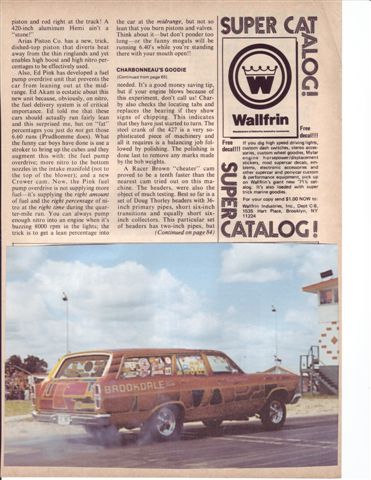 piston and rod right at the track! A
420-inch aluminum Hemi ain't a
"stone!"
Arias Piston Co. has a new, trick,
dished-top piston that diverts heat
away from the thin ringlands and yet
enables high boost and high nitro per-
centages to be effectively used.
Also, Ed Pink has developed a fuel
pump overdrive unit that prevents the
car from leaning out at the mid-
range. Ed Akam is ecstatic about this
new unit because, obviously, on nitro,
the fuel delivery system is of critical
importance. Ed told me that these
cars should actually run fairly lean
and this surprised me, but on "fat"
percentages you just do not get those
6.60 runs (Prudhomme does). What
the funny car boys have done is use a
stroker to bring up the cubes and they
augment this with; the fuel pump
overdrive; more nitro to the bottom
nozzles in the intake manifold (not to
the top of the blower); and a new
Crower cam. Now, the Pink fuel
pump overdrive is not supplying more
fuel—it's supplying the right amount
of fuel and the right percentage of ni-
tro at the right time during the quar-
ter-mile run. You can always pump
enough nitro into an engine when it's
buzzing 8000 rpm in the lights; the
trick is to get a lean percentage into
the car at the midrange, but not so
lean that you burn pistons and valves.
Think about it—but don't ponder too
long—or the funny moguls will be
running 6.40's while you're standing
there with your mouth open!!
CHARBONNEAU'S GOODIE
(Continued from page 65)
needed. It's a good money saving tip,
but if your engine blows because of
this experiment, don't call us! Char-
by also checks the locating tabs and
replaces the bearing if they show
signs of chipping. This indicates
that they have just started to turn. The
steel crank of the 427 is a very so-
phisticated piece of machinery and
all it requires is a balancing job fol-
lowed by polishing. The polishing is
done last to remove any marks made
by the bob weights.
A Racer Brown "cheater" cam
proved to be a tenth faster than the
nearest cam tried out on this ma-
chine. The headers, were also the
object of much testing. Best so far is a
set of Doug Thorley headers with 36-
inch primary pipes, short six-inch
transitions and equally short six-
inch collectors. This particular set
of headers has two-inch pipes, but
(Continued on page 84)
SUPER CATALOG!
W
Wallfrin
Free
decal!!!
Free
decal!!!
If you dig high speed driving/lights,
custom dash switches, stereo acces-
sories, custom wheel goodies, Mirair
engine transplower/displacement
stickers, most superior decals, em-
blems, electronic accessories and
other superior and ponycar custom
& performance equipment, pick up
on Wallfrin's giant new '71's cat-
alog. It's also loaded with super
trick marine goodies.
For your copy send $1.00 NOW to:
Wallfrin Industries, Inc., Dept C-8,
1535 Hart Place, Brooklyn, NY
11224
SUPER
CATALOG!
BROOKDALE